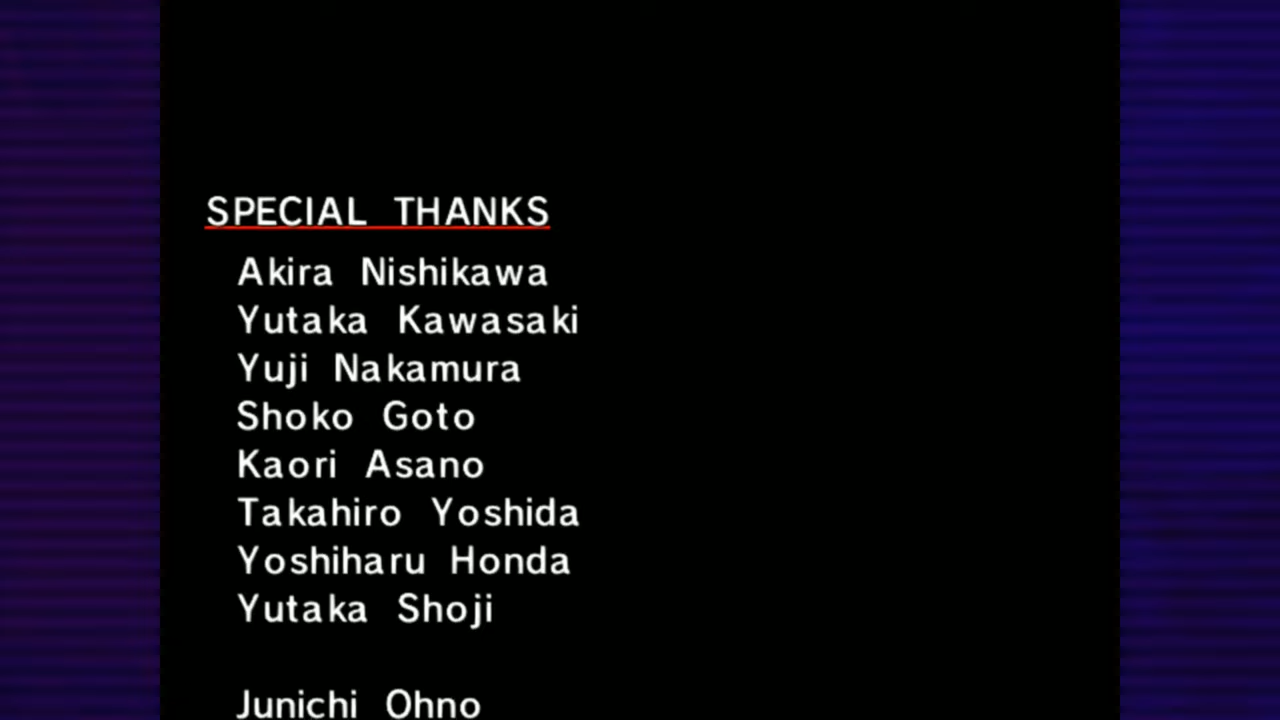 SPECIAL THANKS
Akira Nishikawa
Yutaka Kawasaki
Yuji Nakamura
Shoko Goto
Kaori Asano
Takahiro Yoshida
Yoshiharu Honda
Yutaka Shoji
Junichi Ohno